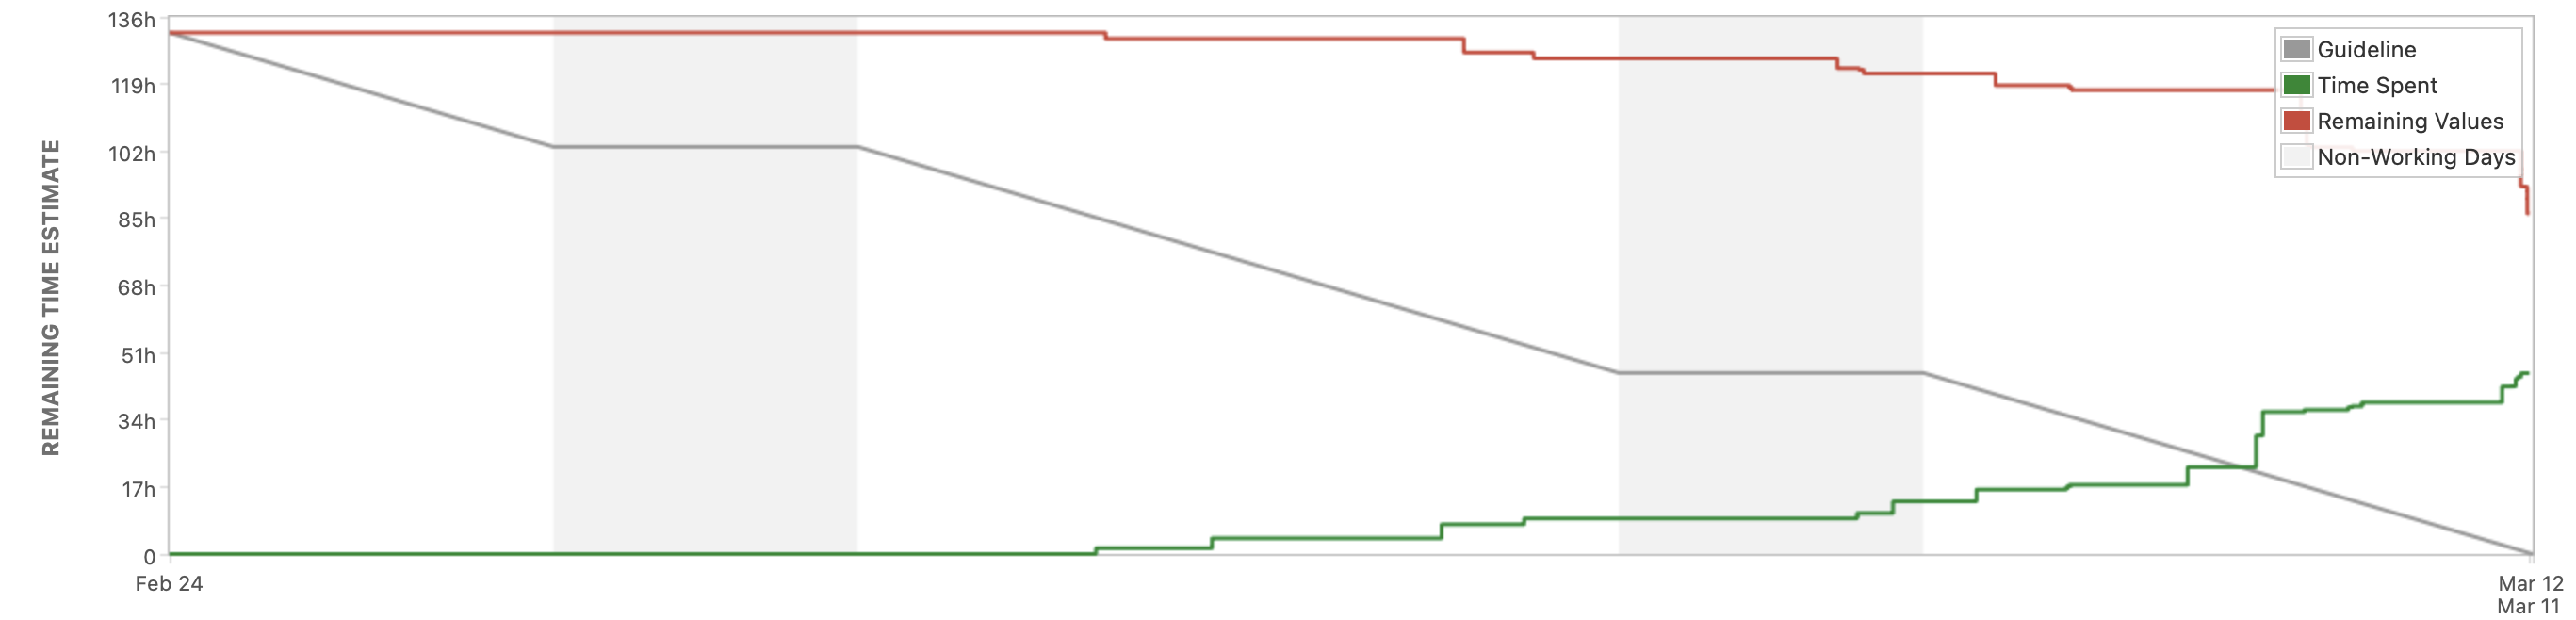 REMAINING TIME ESTIMATE
136h
119h
102h
85h
68h
51h
34h
17h
0
Guideline
Time Spent
Remaining Values
Non-Working Days
Feb 24
Mar 12
Mar 11